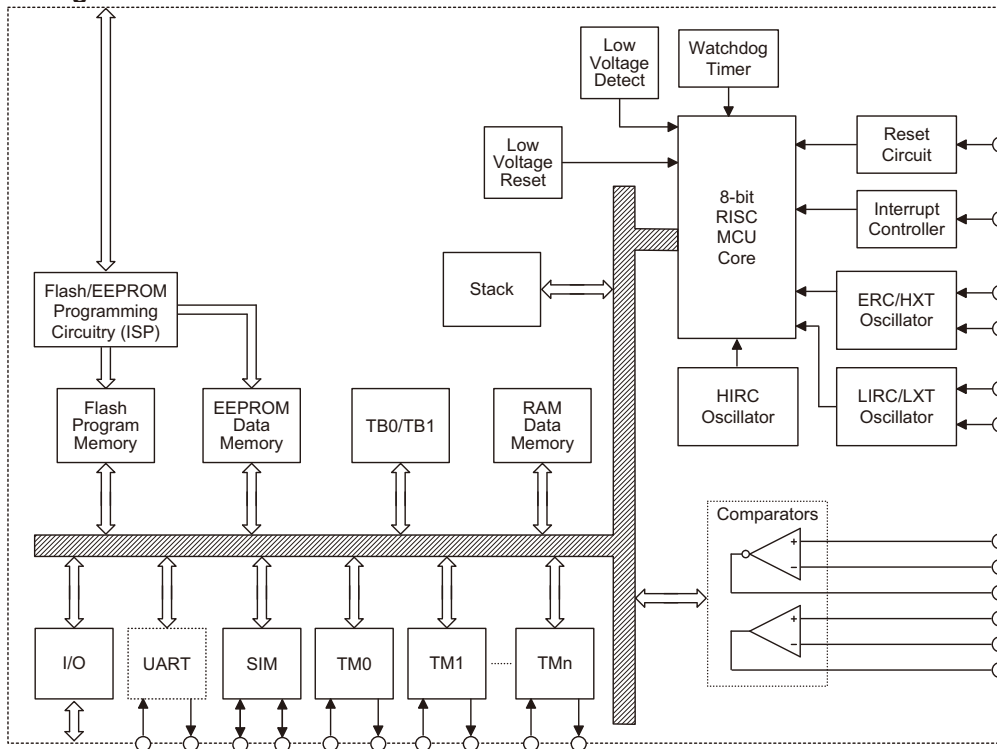 Low
Voltage
Detect
Watchdog
Timer
Low
Voltage
Reset
8-bit
RISC
MCU
Core
Reset
Circuit
Interrupt
Controller
Stack
Flash/EEPROM
Programming
Circuitry (ISP)
ERC/HXT
Oscillator
HIRC
Oscillator
LIRC/LXT
Oscillator
Flash
Program
Memory
EEPROM
Data
Memory
TB0/TB1
RAM
Data
Memory
Comparators
+
−
+
−
I/O
UART
SIM
TM0
TM1
TMn